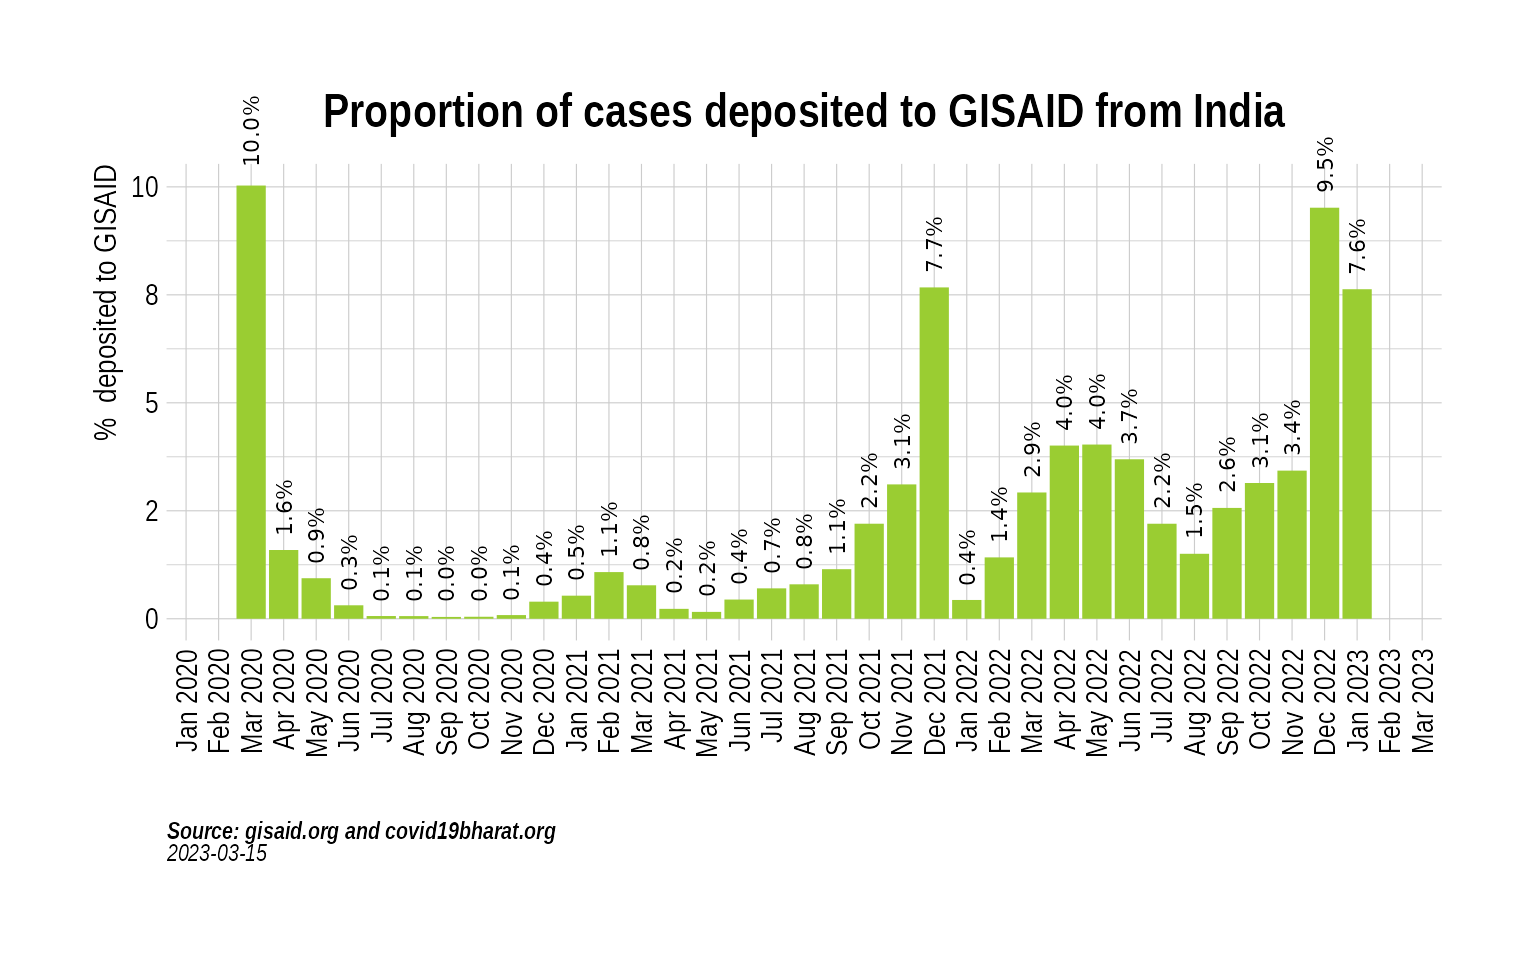 Proportion of cases deposited to GISAID from India
% deposited to GISAID
10
8
5
2
0
10.0%
1.6%
0.9%
0.3%
0.1%
0.1%
0.0%
0.0%
0.1%
0.4%
0.5%
1.1%
0.8%
0.2%
0.2%
0.4%
0.7%
0.8%
1.1%
2.2%
3.1%
7.7%
0.4%
1.4%
2.9%
4.0%
4.0%
3.7%
2.2%
1.5%
2.6%
3.1%
3.4%
9.5%
7.6%
Jan 2020
Feb 2020
Mar 2020
Apr 2020
May 2020
Jun 2020
Jul 2020
Aug 2020
Sep 2020
Oct 2020
Nov 2020
Dec 2020
Jan 2021
Feb 2021
Mar 2021
Apr 2021
May 2021
Jun 2021
Jul 2021
Aug 2021
Sep 2021
Oct 2021
Nov 2021
Dec 2021
Jan 2022
Feb 2022
Mar 2022
Apr 2022
May 2022
Jun 2022
Jul 2022
Aug 2022
Sep 2022
Oct 2022
Nov 2022
Dec 2022
Jan 2023
Feb 2023
Mar 2023
Source: gisaid.org and covid19bharat.org
2023-03-15